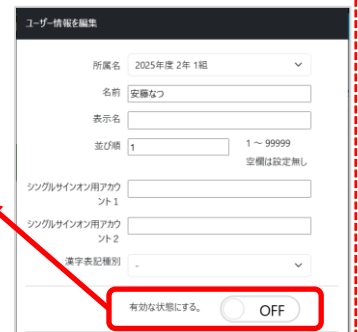 ユーザー情報を編集
所属名 2025年度 2年 1組
名前 安藤なつ
表示名
並び順 1 1 ~ 99999
空欄は設定無し
シングルサインオン用アカウ
ント 1
シングルサインオン用アカウ
ント 2
漢字表記種別 -
有効な状態にする。 OFF